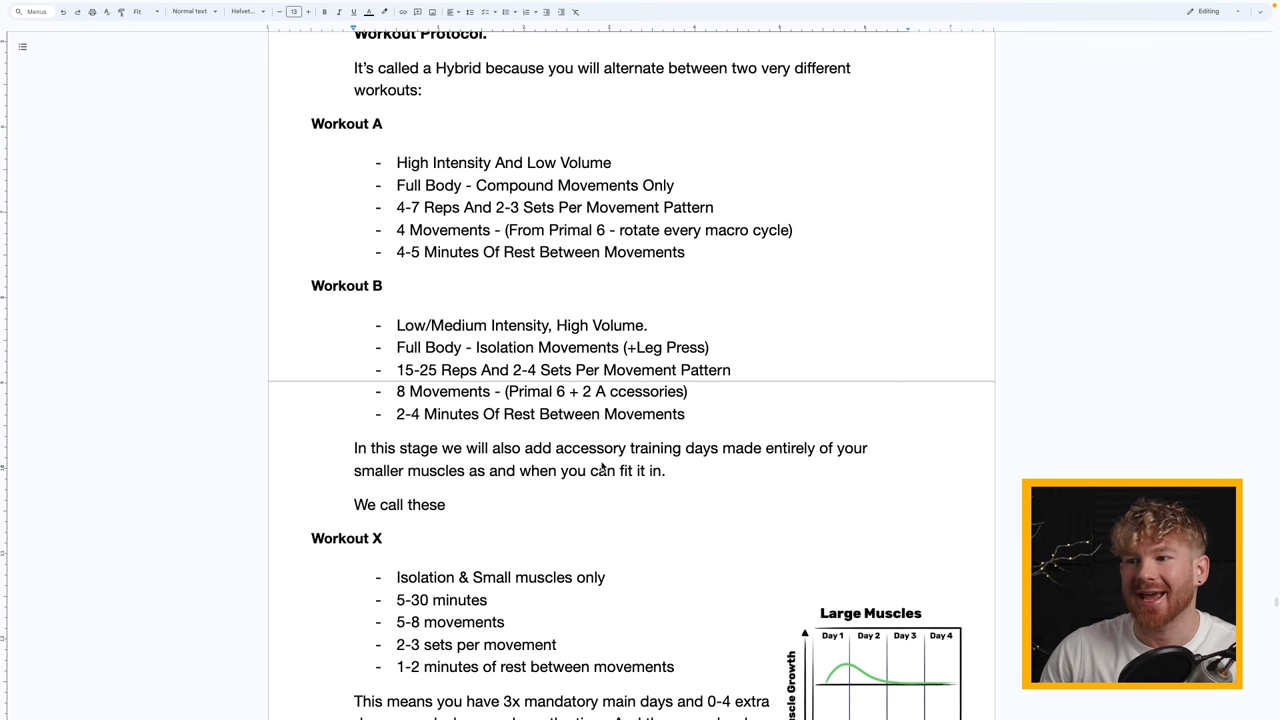 Menus
Normal text
Helvet...
13
Editing
Workout Protocol.
It's called a Hybrid because you will alternate between two very different
workouts:
Workout A
- High Intensity And Low Volume
- Full Body - Compound Movements Only
- 4-7 Reps And 2-3 Sets Per Movement Pattern
- 4 Movements - (From Primal 6 - rotate every macro cycle)
- 4-5 Minutes Of Rest Between Movements
Workout B
- Low/Medium Intensity, High Volume.
- Full Body - Isolation Movements (+Leg Press)
- 15-25 Reps And 2-4 Sets Per Movement Pattern
- 8 Movements - (Primal 6 + 2 A ccessories)
- 2-4 Minutes Of Rest Between Movements
In this stage we will also add accessory training days made entirely of your
smaller muscles as and when you can fit it in.
We call these
Workout X
- Isolation & Small muscles only
- 5-30 minutes
- 5-8 movements
- 2-3 sets per movement
- 1-2 minutes of rest between movements
This means you have 3x mandatory main days and 0-4 extra
Large Muscles
Day 1 Day 2 Day 3 Day 4
Growth